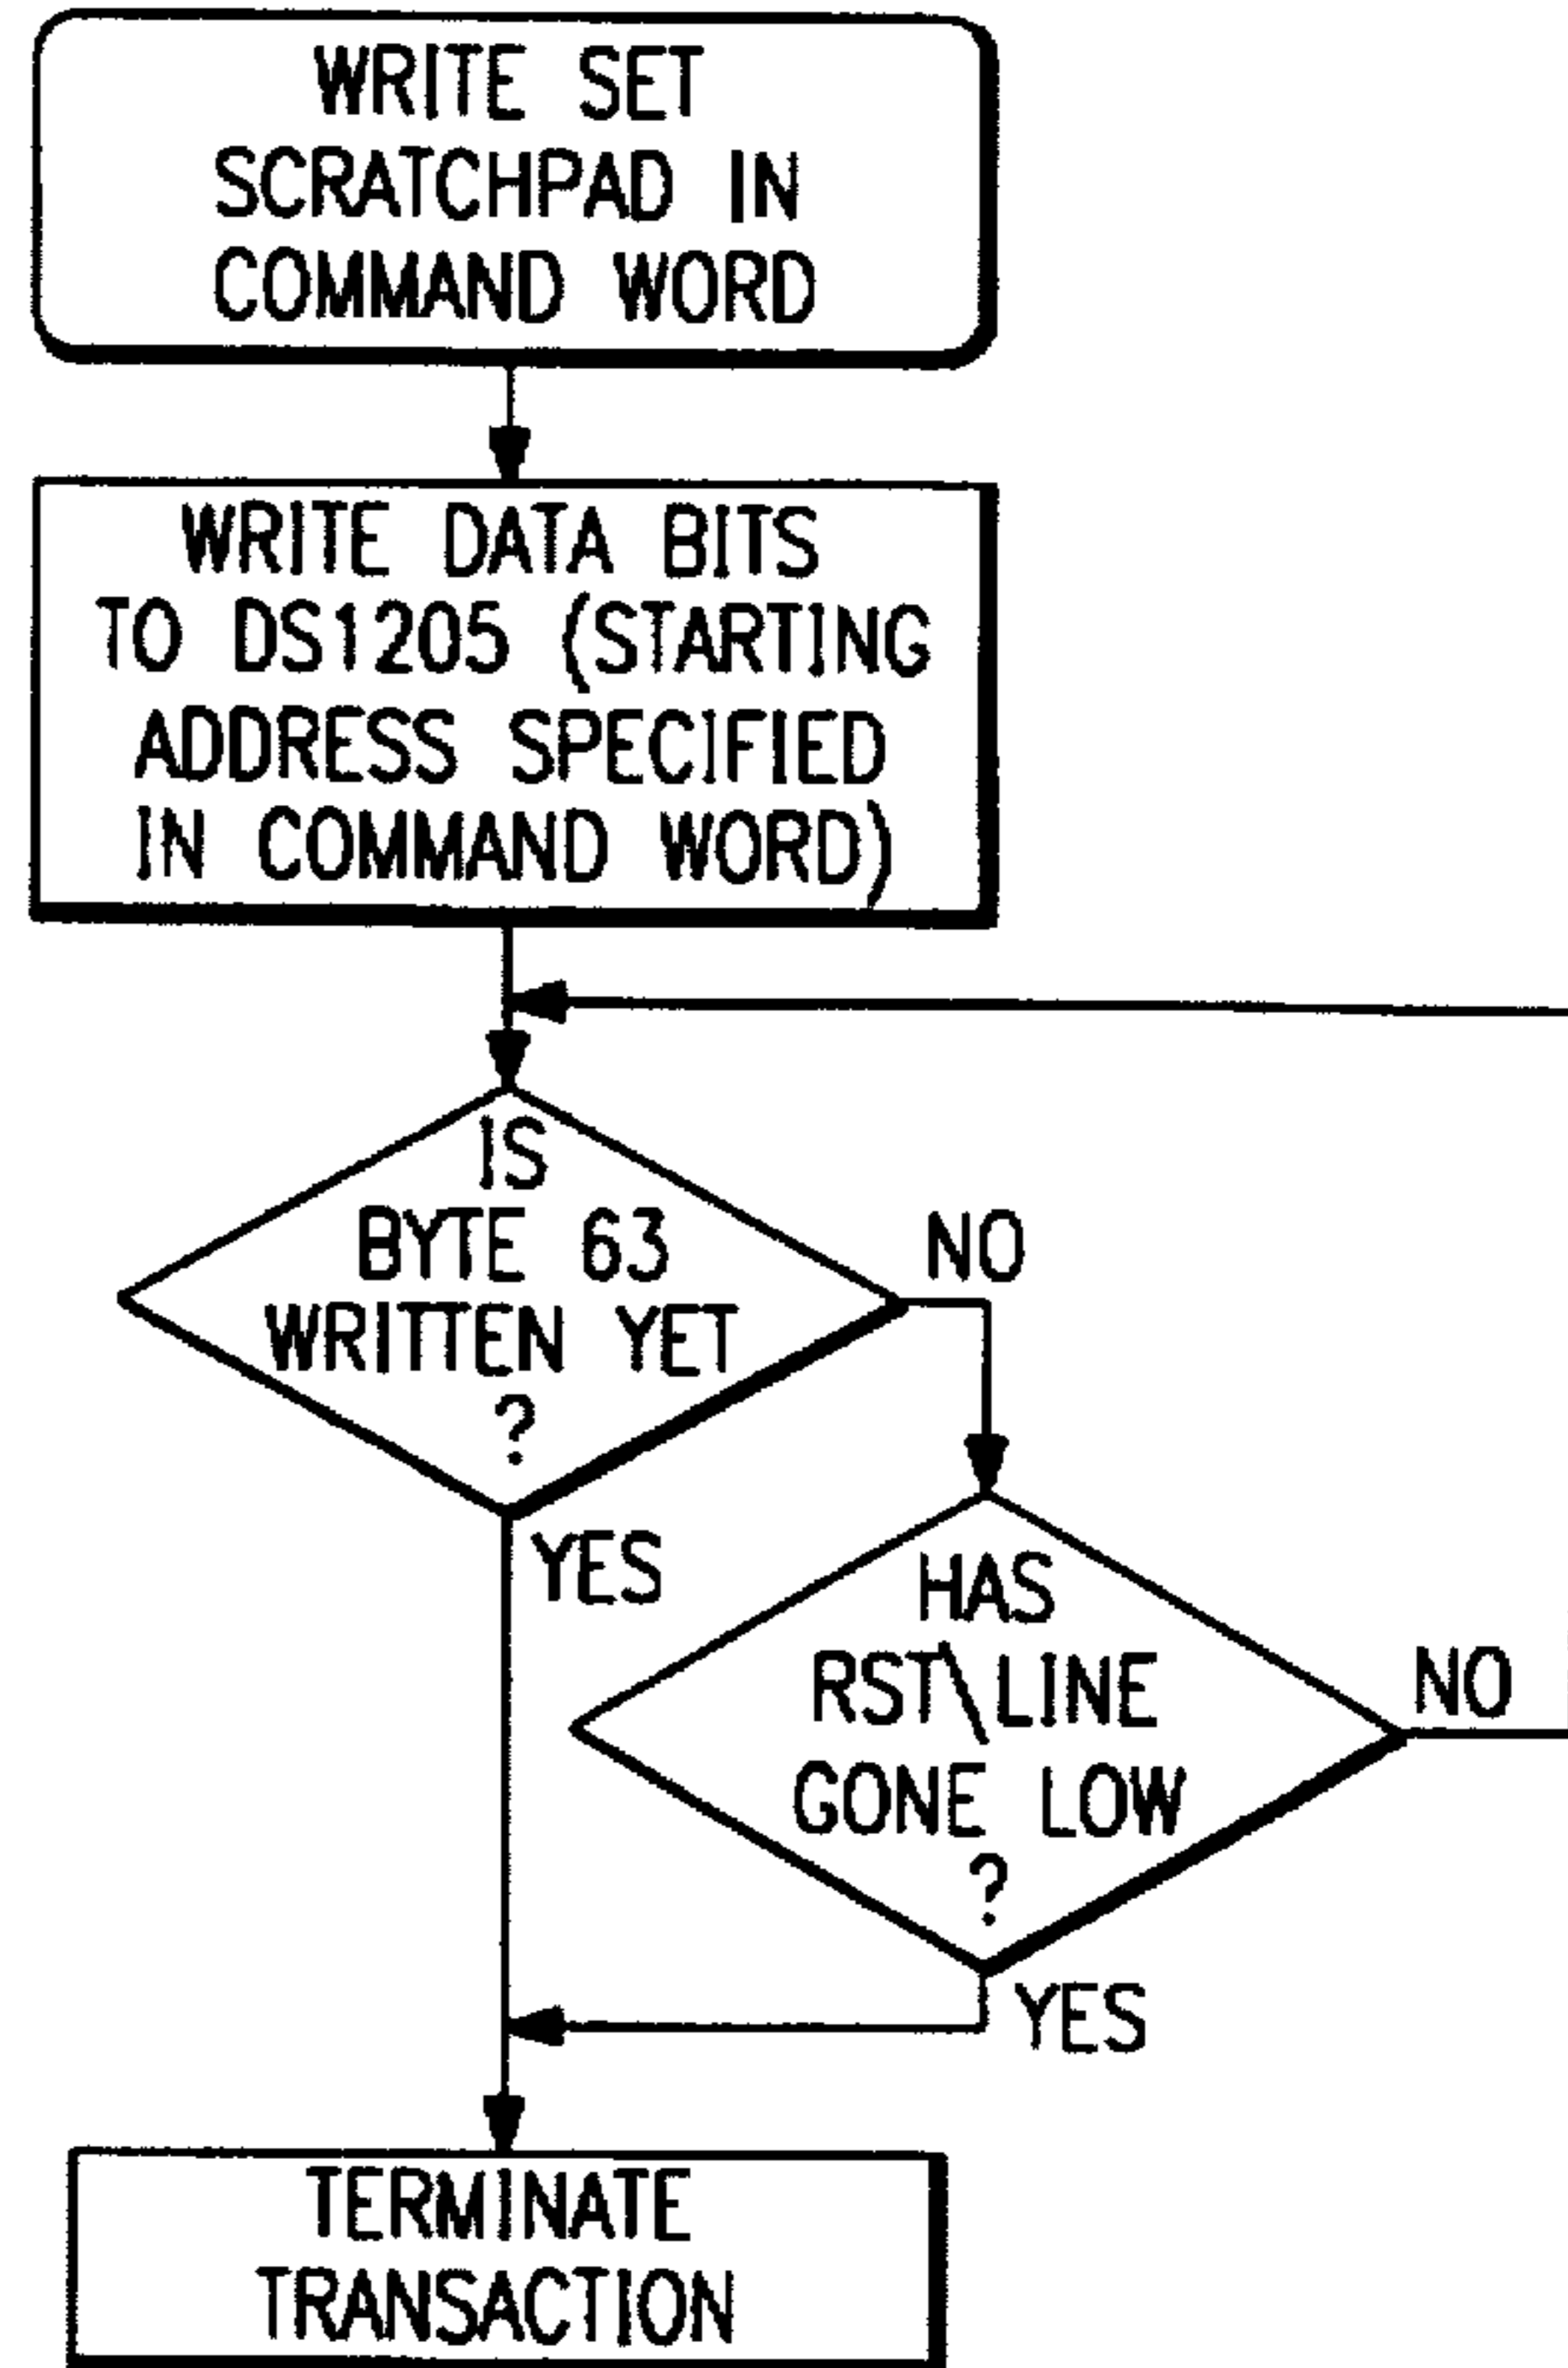 WRITE SET
SCRATCHPAD IN
COMMAND WORD
WRITE DATA BITS
TO DS1205 (STARTING
ADDRESS SPECIFIED
IN COMMAND WORD)
IS
BYTE 63
WRITTEN YET
?
NO
YES
HAS
RST\LINE
GONE LOW
?
NO
YES
TERMINATE
TRANSACTION